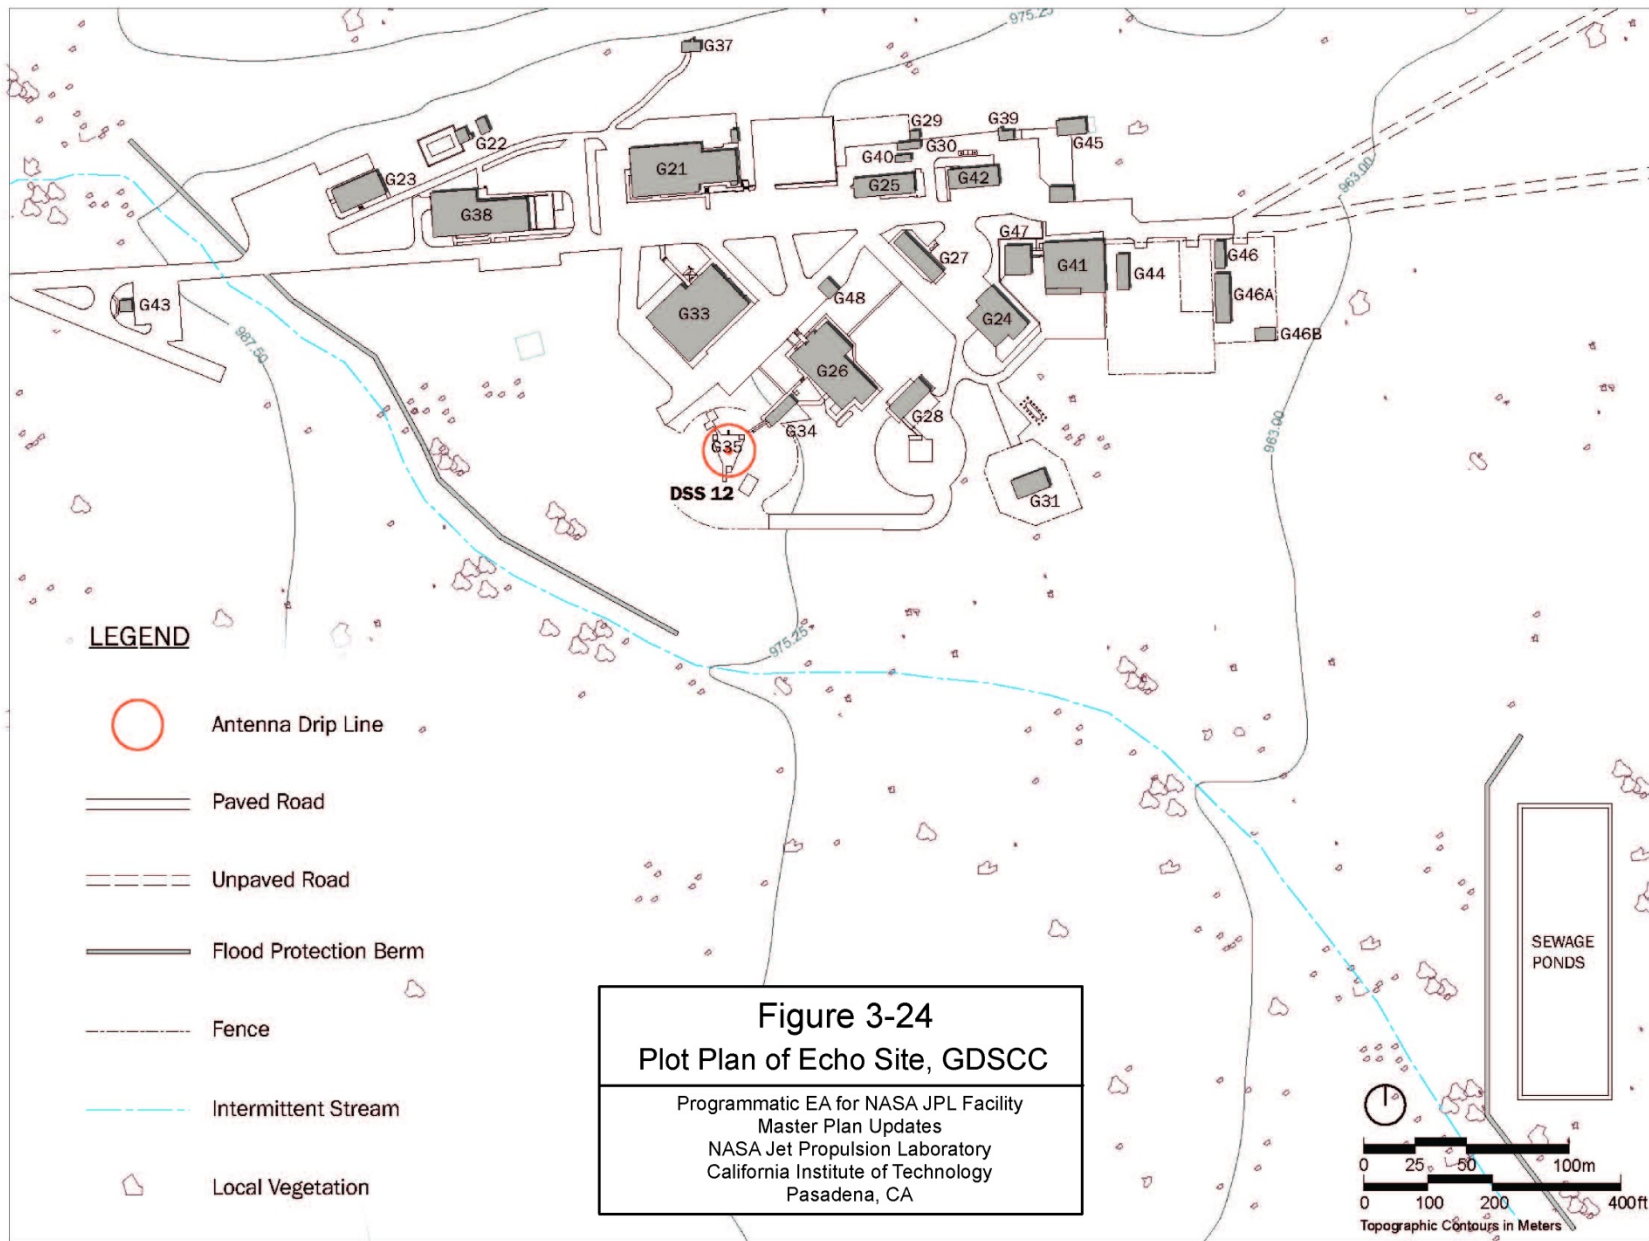 975.25
G37
G29
G39
G22
G30
G45
G40
G21
G23
G25
G42
963.00
G38
G47
G27
G46
G41
G44
G43
G48
G46A
G33
G24
G46B
987.50
G26
G28
G34
G35
963.00
DSS 12
G31
975.25
LEGEND
Antenna Drip Line
Paved Road
Unpaved Road
Flood Protection Berm
Fence
Intermittent Stream
Local Vegetation
SEWAGE
PONDS
Figure 3-24
Plot Plan of Echo Site, GDSCC
Programmatic EA for NASA JPL Facility
Master Plan Updates
NASA Jet Propulsion Laboratory
California Institute of Technology
Pasadena, CA
0 25 50 100m
0 100 200 400ft
Topographic Contours in Meters